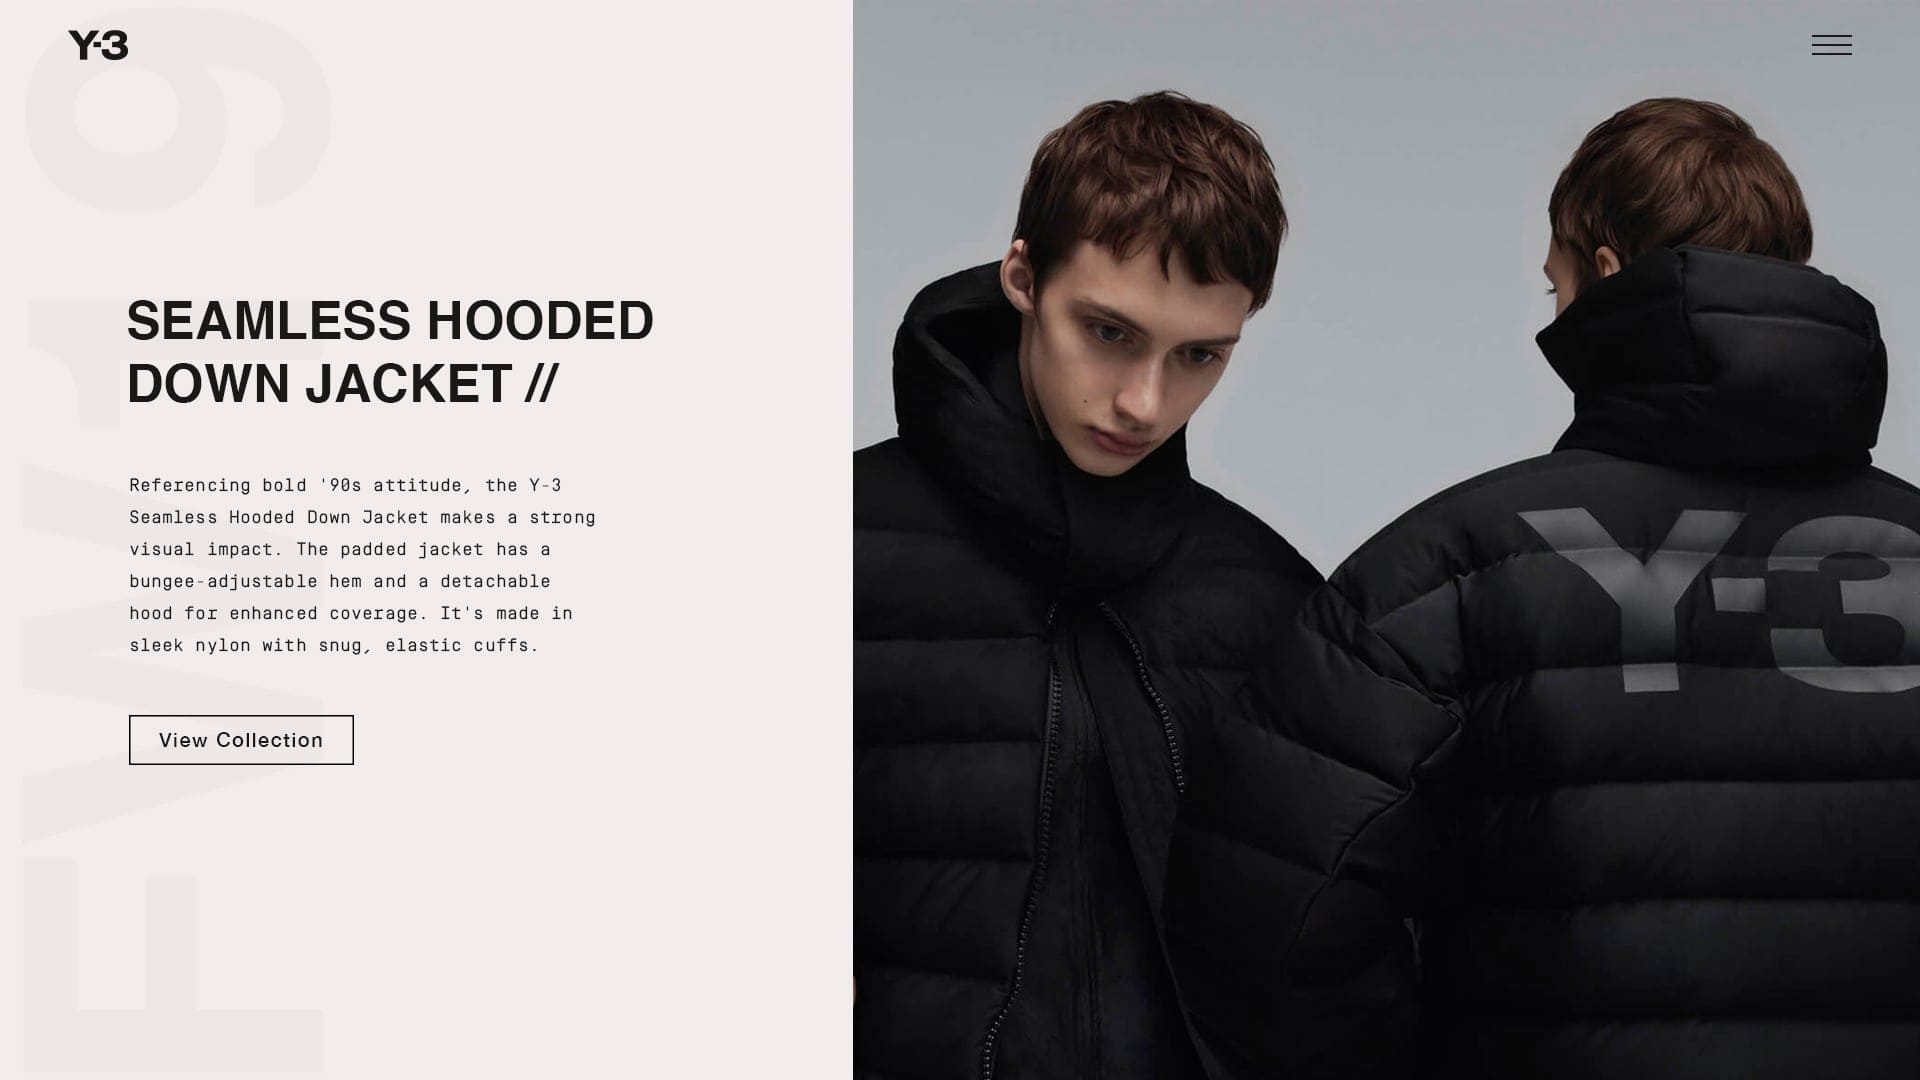 Y-3
FW19
SEAMLESS HOODED
DOWN JACKET //
Referencing bold '90s attitude, the Y-3
Seamless Hooded Down Jacket makes a strong
visual impact. The padded jacket has a
bungee-adjustable hem and a detachable
hood for enhanced coverage. It's made in
sleek nylon with snug, elastic cuffs.
View Collection
Y-3